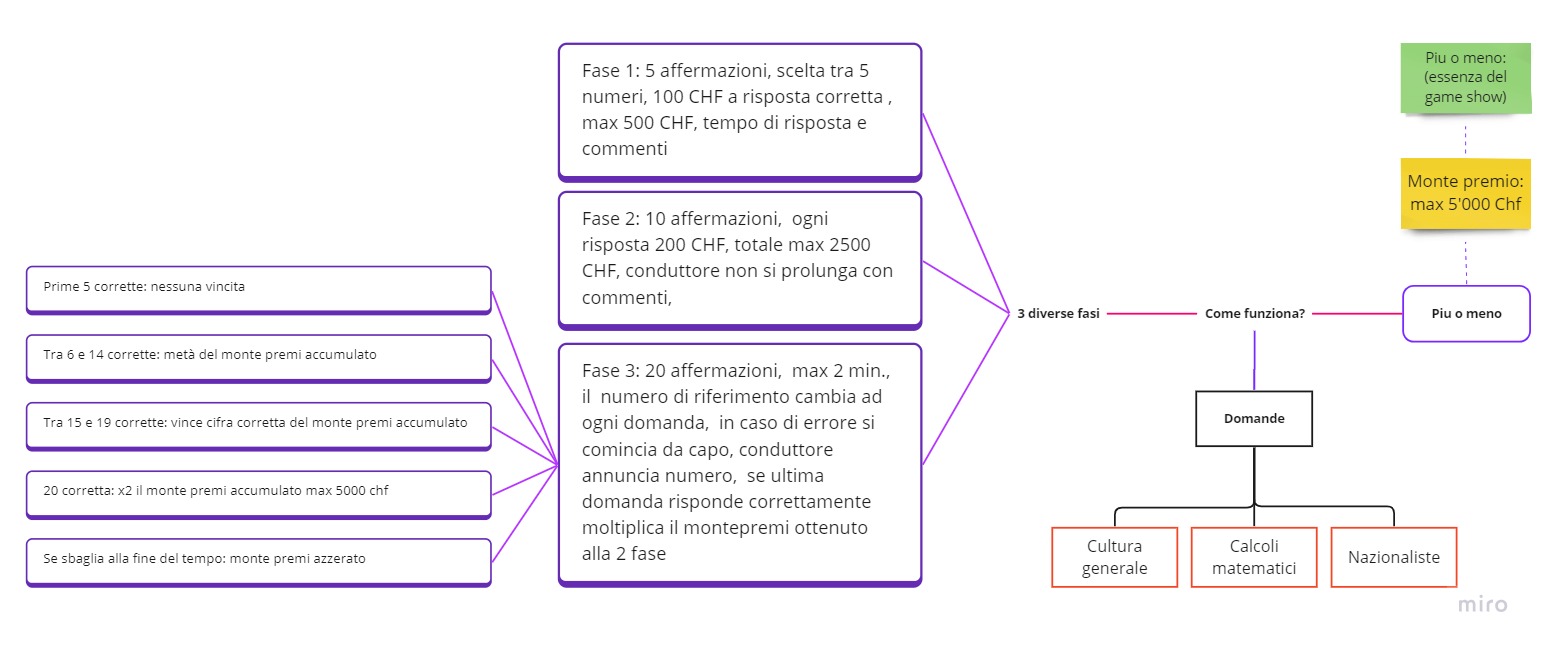 Piu o meno:
(essenza del
game show)
Monte premio:
max 5'000 Chf
Piu o meno
Come funziona?
3 diverse fasi
Fase 1: 5 affermazioni, scelta tra 5
numeri, 100 CHF a risposta corretta ,
max 500 CHF, tempo di risposta e
commenti
Fase 2: 10 affermazioni,  ogni
risposta 200 CHF, totale max 2500
CHF, conduttore non si prolunga con
commenti,
Fase 3: 20 affermazioni,  max 2 min.,
il  numero di riferimento cambia ad
ogni domanda,  in caso di errore si
comincia da capo, conduttore
annuncia numero,  se ultima
domanda risponde correttamente
moltiplica il montepremi ottenuto
alla 2 fase
Prime 5 corrette: nessuna vincita
Tra 6 e 14 corrette: metà del monte premi accumulato
Tra 15 e 19 corrette: vince cifra corretta del monte premi accumulato
20 corretta: x2 il monte premi accumulato max 5000 chf
Se sbaglia alla fine del tempo: monte premi azzerato
Domande
Cultura
generale
Calcoli
matematici
Nazionaliste
miro